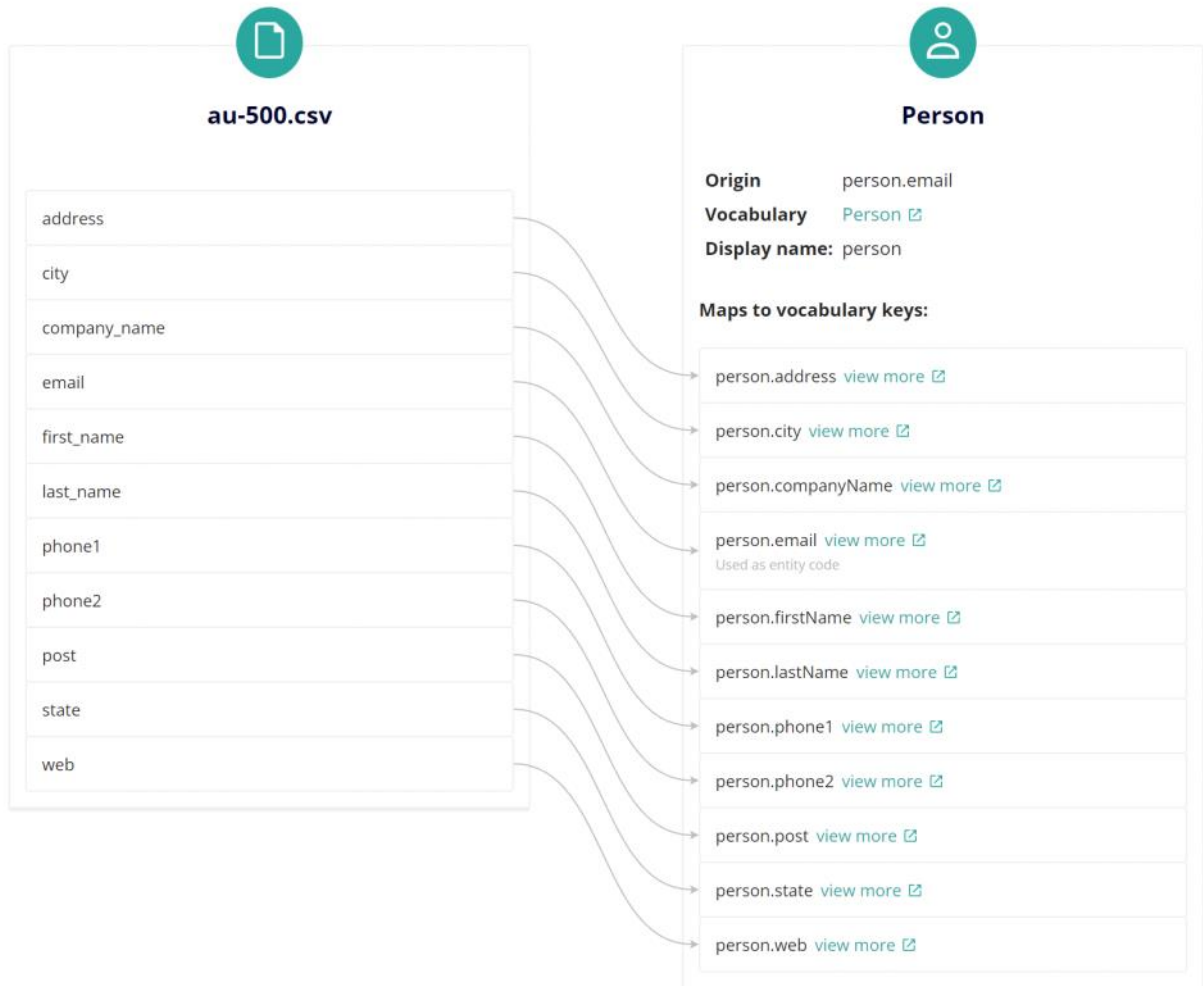 au-500.csv
address
city
company_name
email
first_name
last_name
phone1
phone2
post
state
web
Person
Origin person.email
Vocabulary Person
Display name: person
Maps to vocabulary keys:
person.address view more
person.city view more
person.companyName view more
person.email view more
Used as entity code
person.firstName view more
person.lastName view more
person.phone1 view more
person.phone2 view more
person.post view more
person.state view more
person.web view more